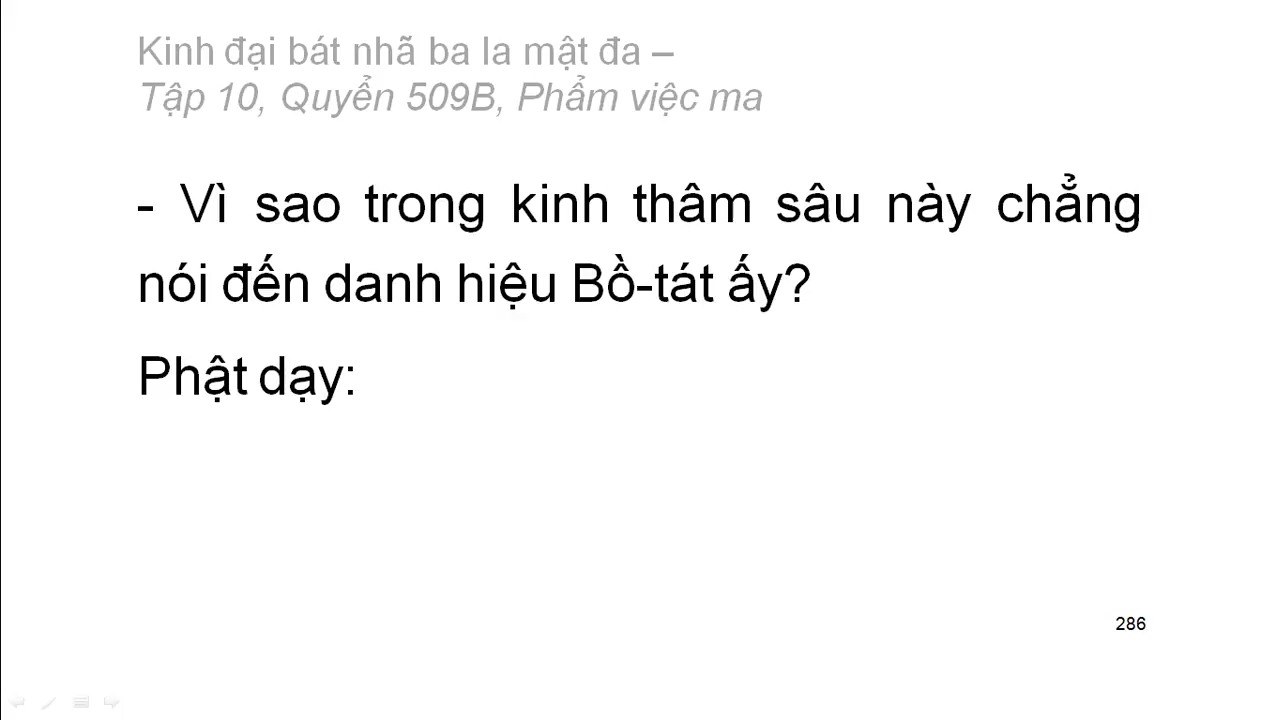 Kinh đại bát nhã ba la mật đa –
Tập 10, Quyển 509B, Phẩm việc ma
- Vì sao trong kinh thâm sâu này chẳng
nói đến danh hiệu Bồ-tát ấy?
Phật dạy:
286